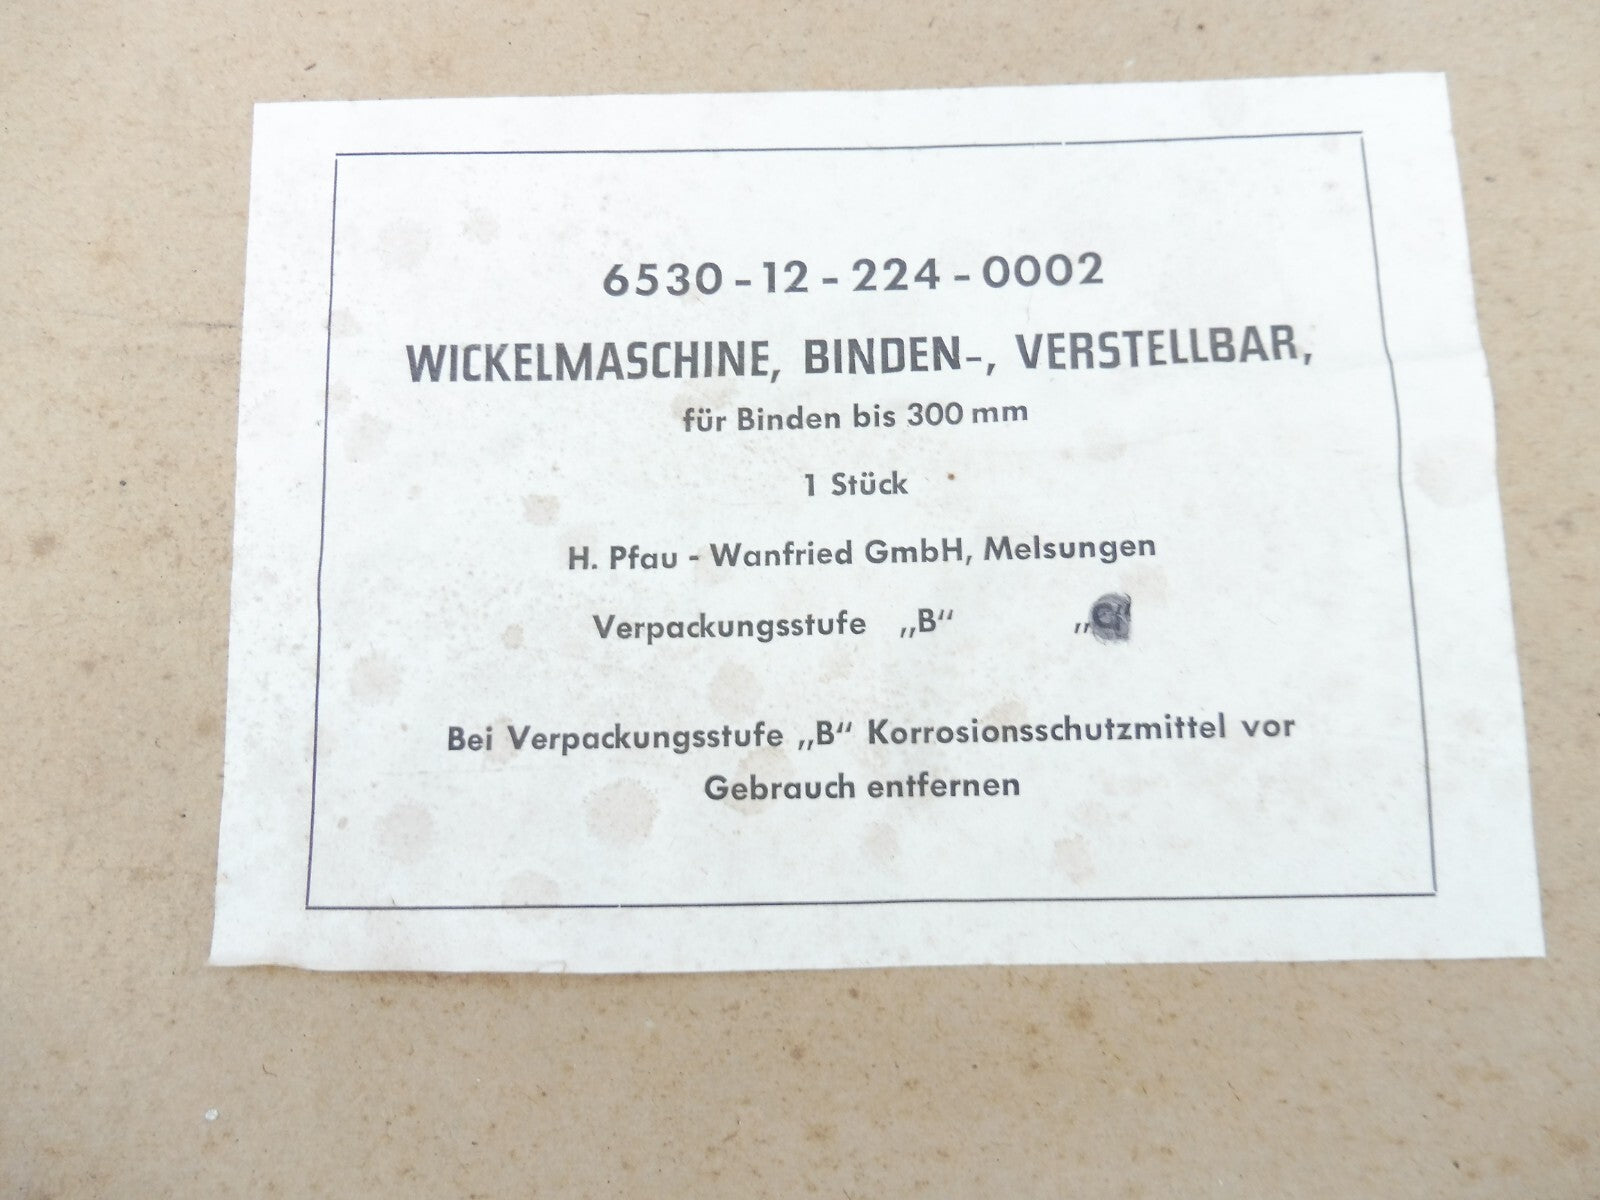 6530-12-224-0002
WICKELMASCHINE, BINDEN-, VERSTELLBAR,
für Binden bis 300 mm
1 Stück
H. Pfau - Wanfried GmbH, Melsungen
Verpackungsstufe „B“ „C“
Bei Verpackungsstufe „B“ Korrosionsschutzmittel vor
Gebrauch entfernen